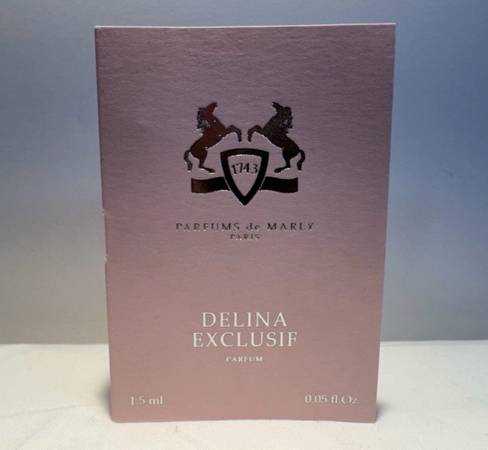 1743
PARFUMS de MARLY
PARIS
DELINA
EXCLUSIF
PARFUM
1.5 ml 0.05 fl.Oz